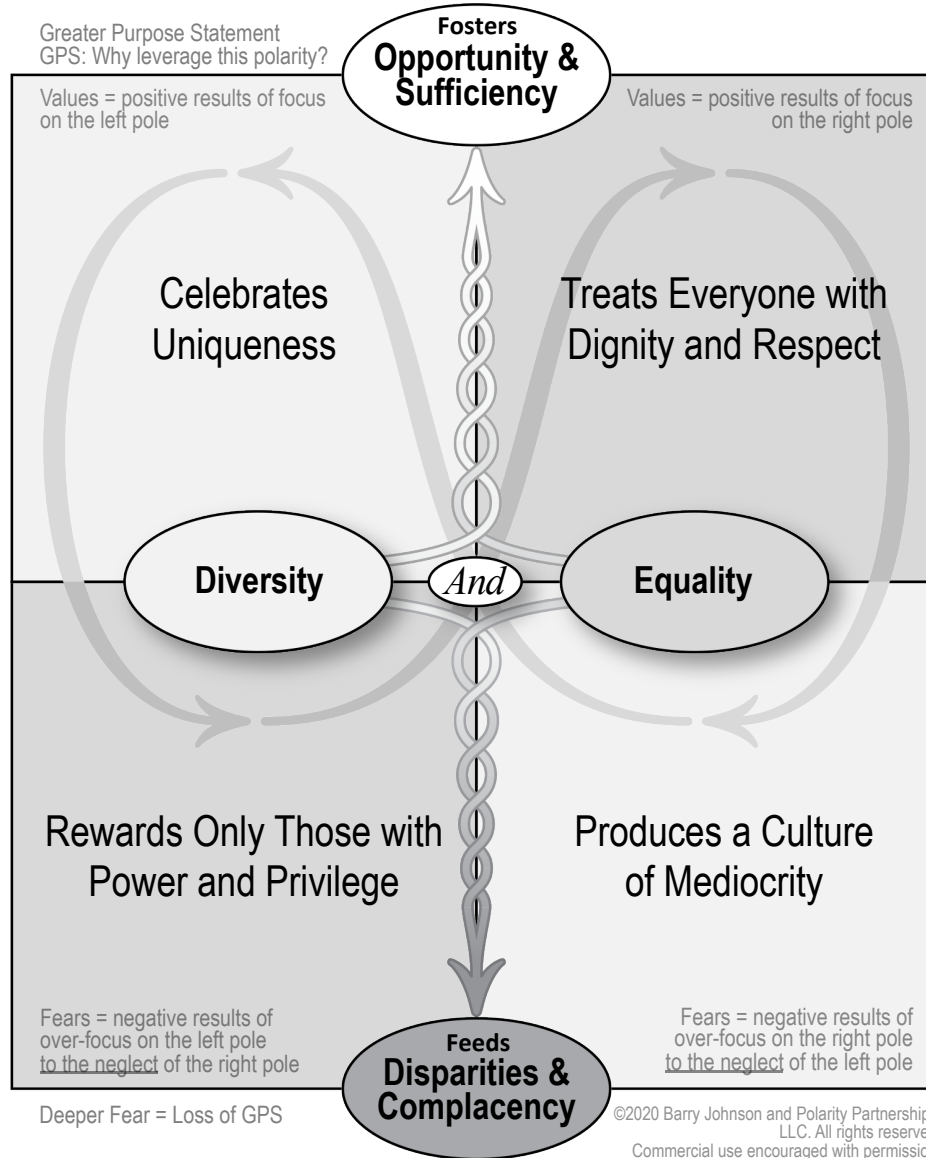 Greater Purpose Statement
GPS: Why leverage this polarity?
Fosters
Opportunity &
Sufficiency
Values = positive results of focus
on the left pole
Values = positive results of focus
on the right pole
Celebrates
Uniqueness
Treats Everyone with
Dignity and Respect
Diversity
And
Equality
Rewards Only Those with
Power and Privilege
Produces a Culture
of Mediocrity
Fears = negative results of
over-focus on the left pole
to the neglect of the right pole
Fears = negative results of
over-focus on the right pole
to the neglect of the left pole
Feeds
Disparities &
Complacency
Deeper Fear = Loss of GPS
©2020 Barry Johnson and Polarity Partnership
LLC. All rights reserve
Commercial use encouraged with permissio